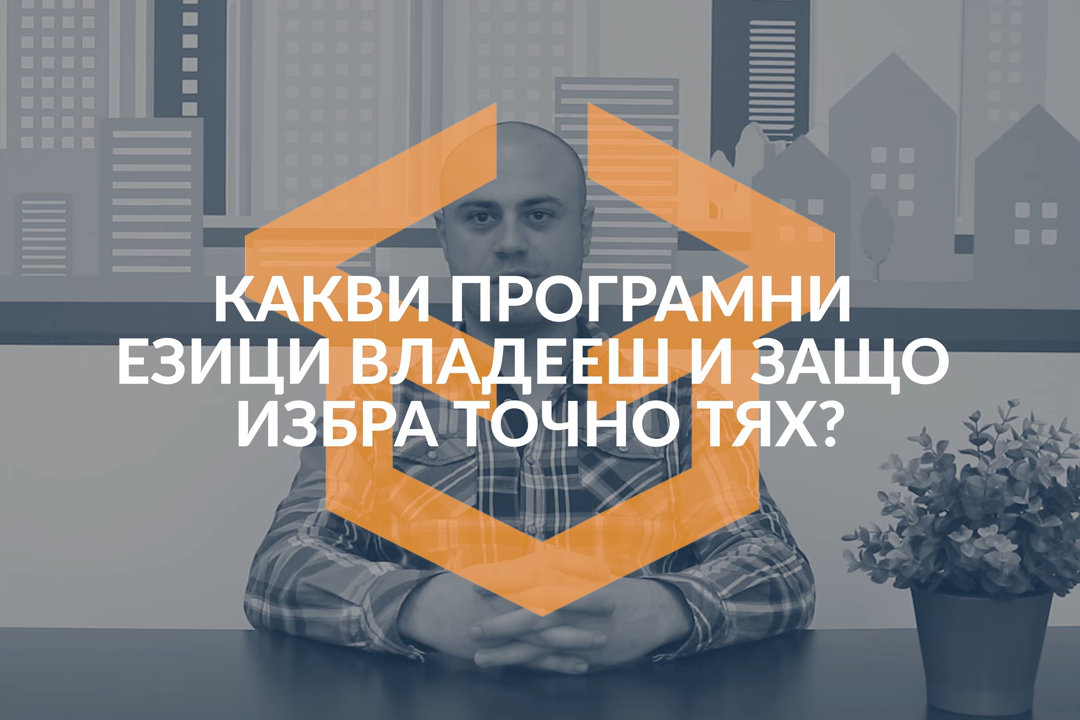 КАКВИ ПРОГРАМНИ
ЕЗИЦИ ВЛАДЕЕШ И ЗАЩО
ИЗБРА ТОЧНО ТЯХ?